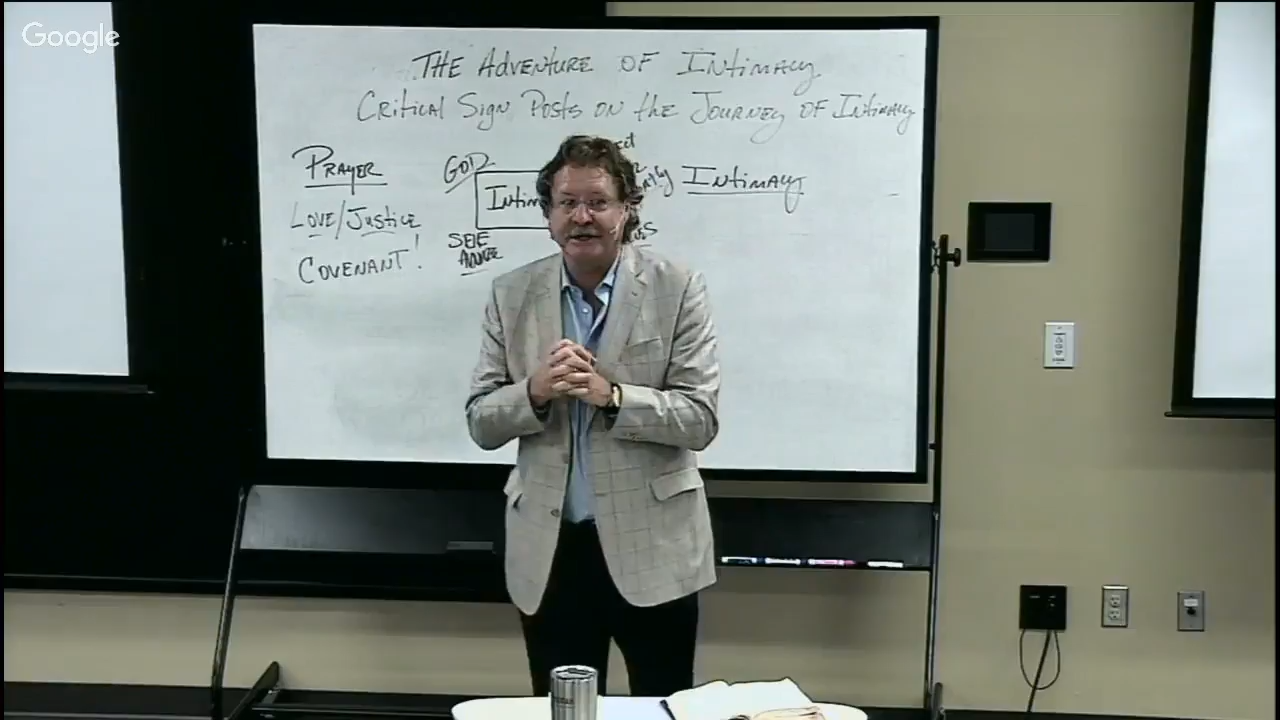 Google
THE ADVENTURE OF INTIMACY
CRITICAL SIGN POSTS ON the JOURNEY OF INTIMACY
PRAYER
LOVE/JUSTICE
COVENANT!
GOD
Intim
SELF
INTIMACY